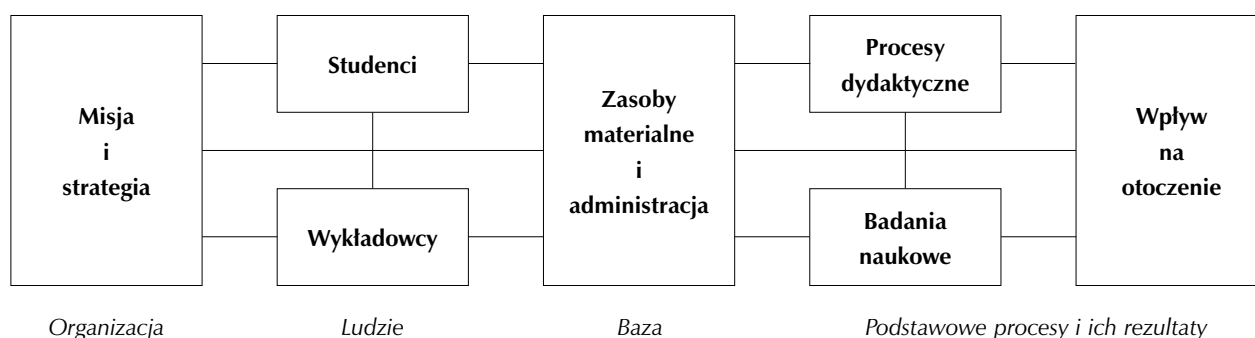 Misja
i
strategia
Studenci
Wykładowcy
Zasoby
materialne
i
administracja
Procesy
dydaktyczne
Badania
naukowe
Wpływ
na
otoczenie
Organizacja
Ludzie
Baza
Podstawowe procesy i ich rezultaty